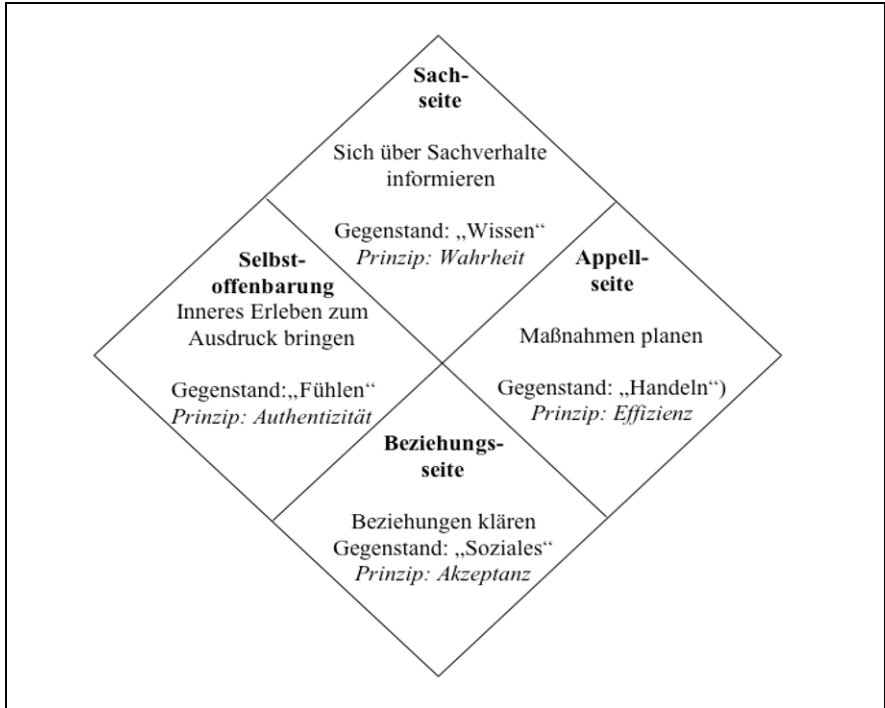 Sach-
seite
Sich über Sachverhalte
informieren
Gegenstand: „Wissen“
Prinzip: Wahrheit
Selbst-
offenbarung
Inneres Erleben zum
Ausdruck bringen
Gegenstand:„Fühlen“
Prinzip: Authentizität
Appell-
seite
Maßnahmen planen
Gegenstand: „Handeln“)
Prinzip: Effizienz
Beziehungs-
seite
Beziehungen klären
Gegenstand: „Soziales“
Prinzip: Akzeptanz